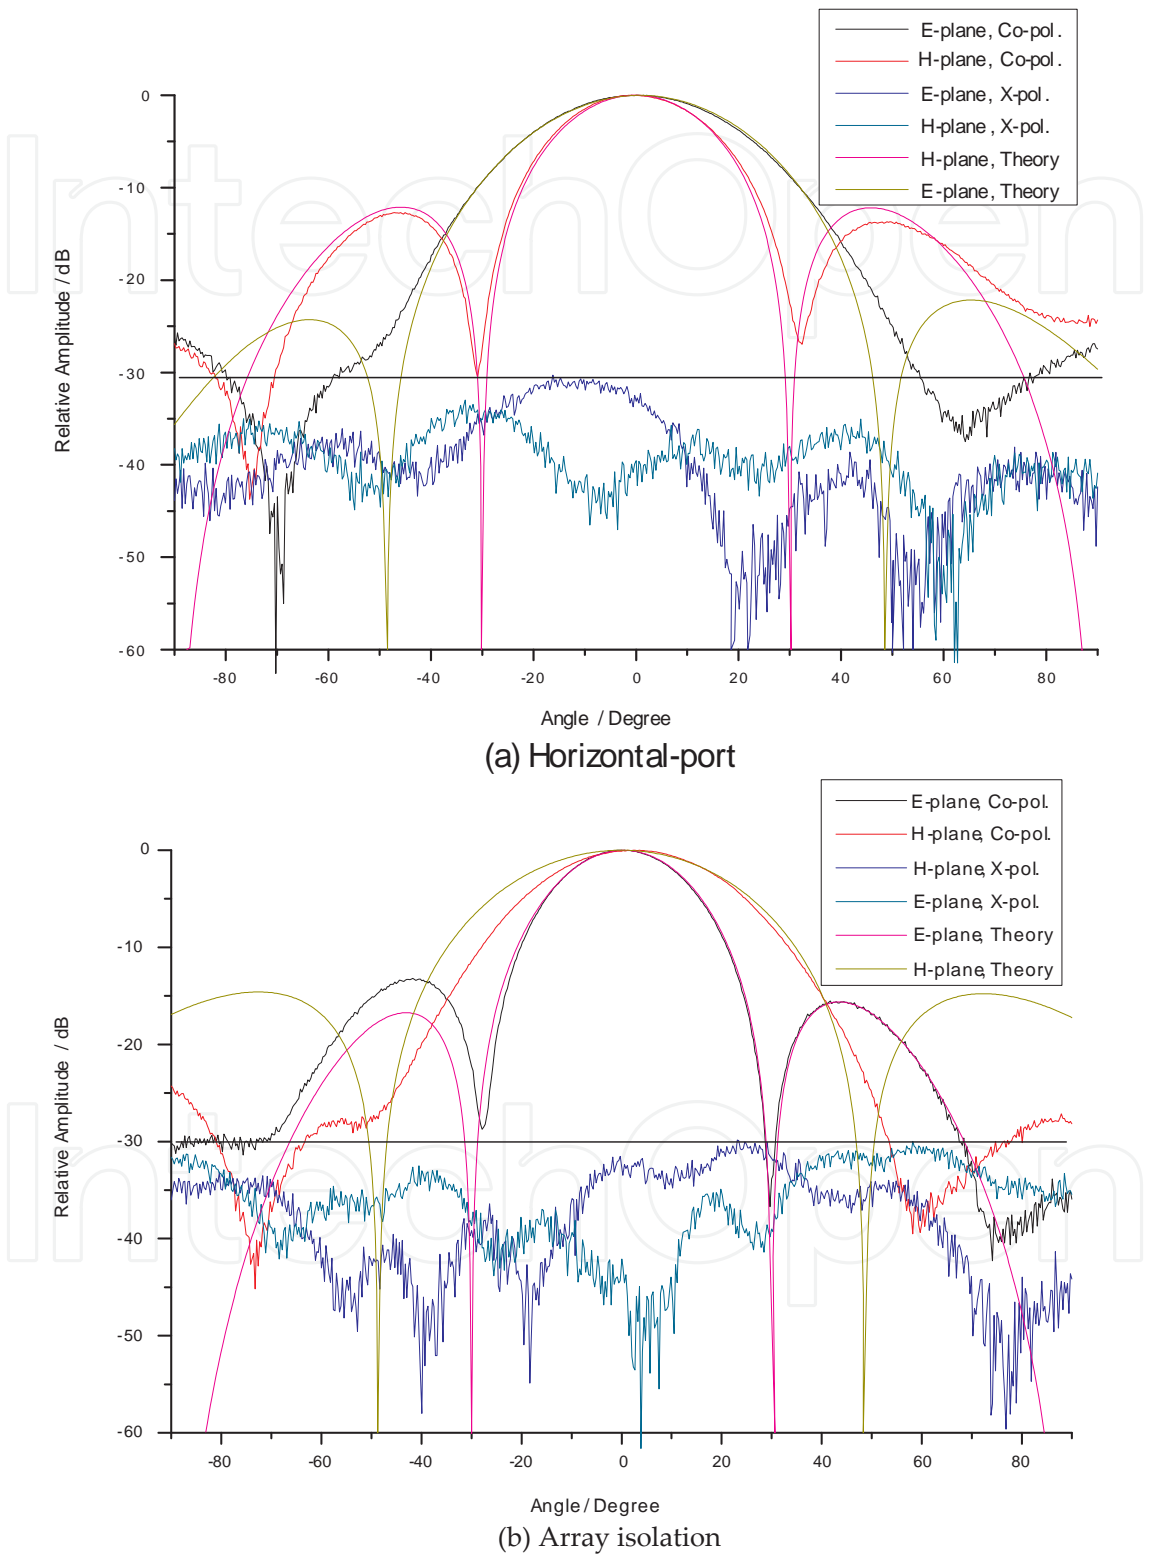 E-plane, Co-pol.
H-plane, Co-pol.
E-plane, X-pol.
H-plane, X-pol.
H-plane, Theory
E-plane, Theory
0
-10
-20
-30
-40
-50
-60
Relative Amplitude / dB
-80 -60 -40 -20 0 20 40 60 80
Angle / Degree
(a) Horizontal-port
E-plane, Co-pol.
H-plane, Co-pol.
H-plane, X-pol.
E-plane, X-pol.
E-plane, Theory
H-plane, Theory
0
-10
-20
-30
-40
-50
-60
Relative Amplitude / dB
-80 -60 -40 -20 0 20 40 60 80
Angle / Degree
(b) Array isolation
IntechOpen
IntechOpen